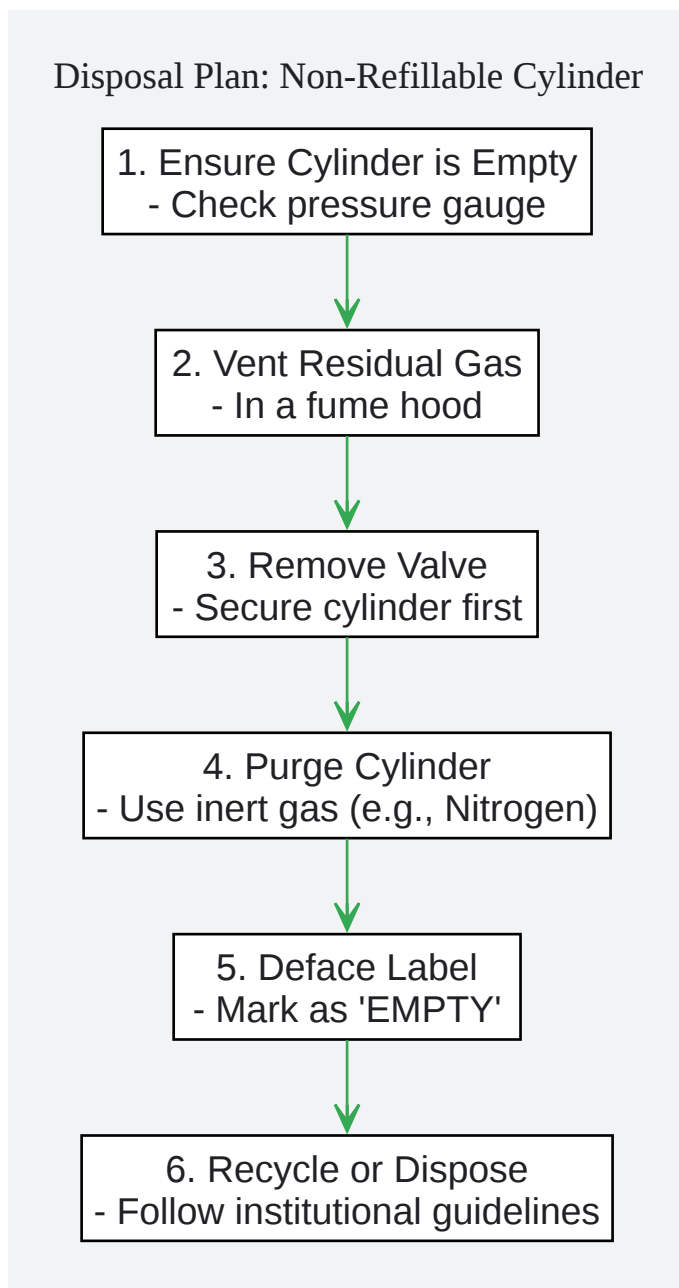 Disposal Plan: Non-Refillable Cylinder
1. Ensure Cylinder is Empty
- Check pressure gauge
2. Vent Residual Gas
- In a fume hood
3. Remove Valve
- Secure cylinder first
4. Purge Cylinder
- Use inert gas (e.g., Nitrogen)
5. Deface Label
- Mark as 'EMPTY'
6. Recycle or Dispose
- Follow institutional guidelines